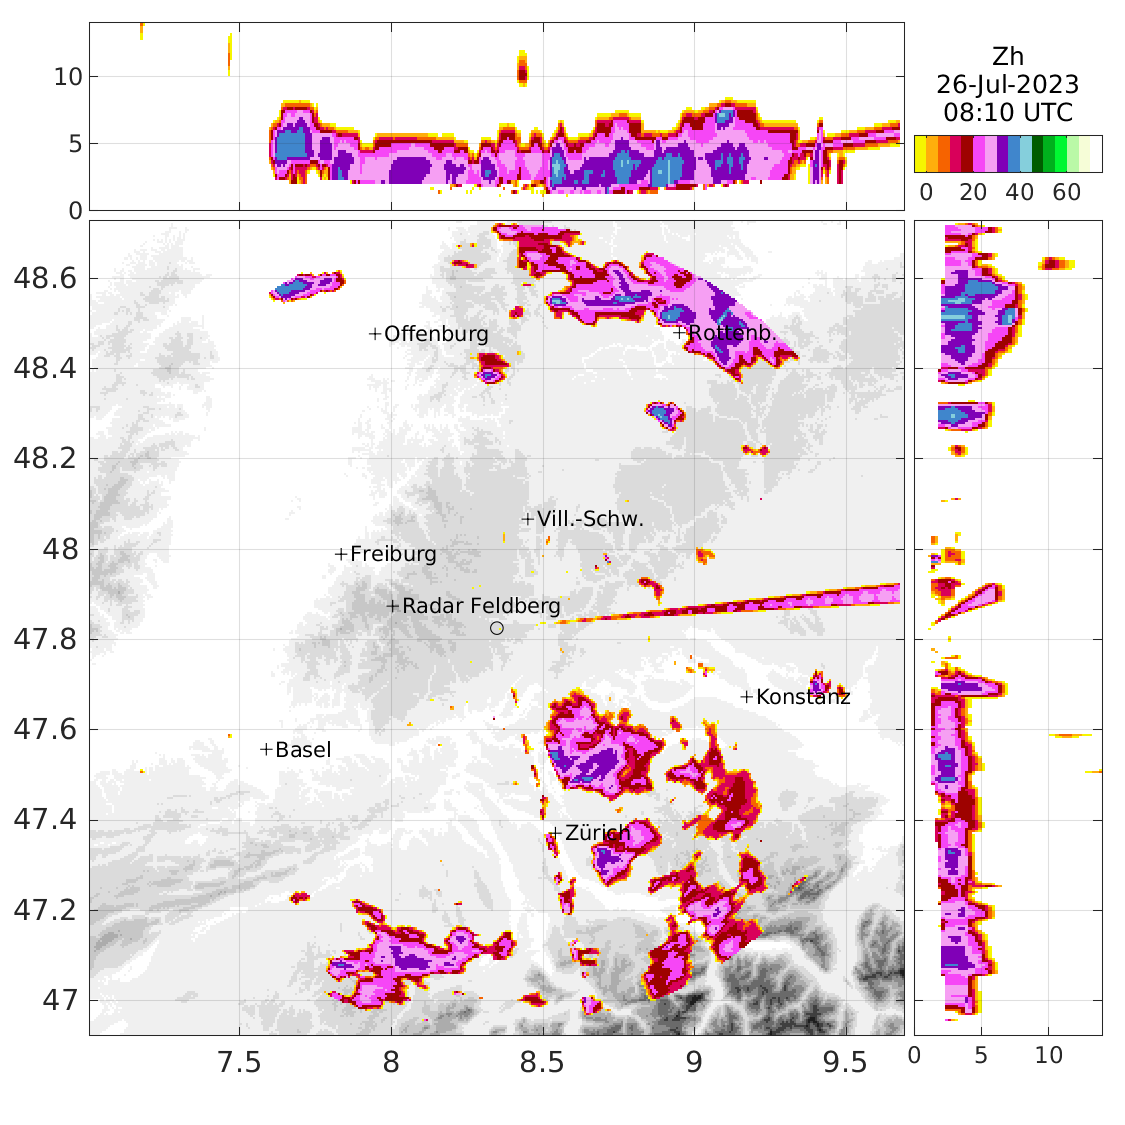 Zh
26-Jul-2023
08:10 UTC
0 20 40 60
10
5
0
48.6
48.4
48.2
48
47.8
47.6
47.4
47.2
47
+Offenburg
+Rottenb.
+Vill.-Schw.
+Freiburg
+Radar Feldberg
+Konstanz
+Basel
+Zürich
7.5 8 8.5 9 9.5
0 5 10